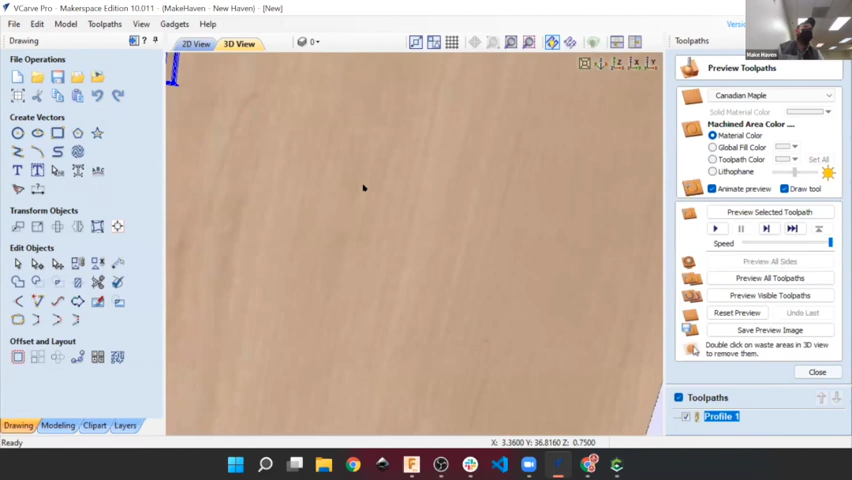 VCarve Pro - Makerspace Edition 10.011 - (MakeHaven - New Haven) - [New]
File Edit Model Toolpaths View Gadgets Help
Versio
Drawing
File Operations
Create Vectors
Transform Objects
Edit Objects
Offset and Layout
Drawing Modeling Clipart Layers
2D View 3D View
0
Make Haven
Toolpaths
Preview Toolpaths
Canadian Maple
Solid Material Color
Machined Area Color ....
Material Color
Global Fill Color
Toolpath Color Set All
Lithophane
Animate preview Draw tool
Preview Selected Toolpath
Speed
Preview All Sides
Preview All Toolpaths
Preview Visible Toolpaths
Reset Preview Undo Last
Save Preview Image
Double click on waste areas in 3D view
to remove them.
Close
Toolpaths
Profile 1
Ready
X: 3.3600 Y: 36.8160 Z: 0.7500